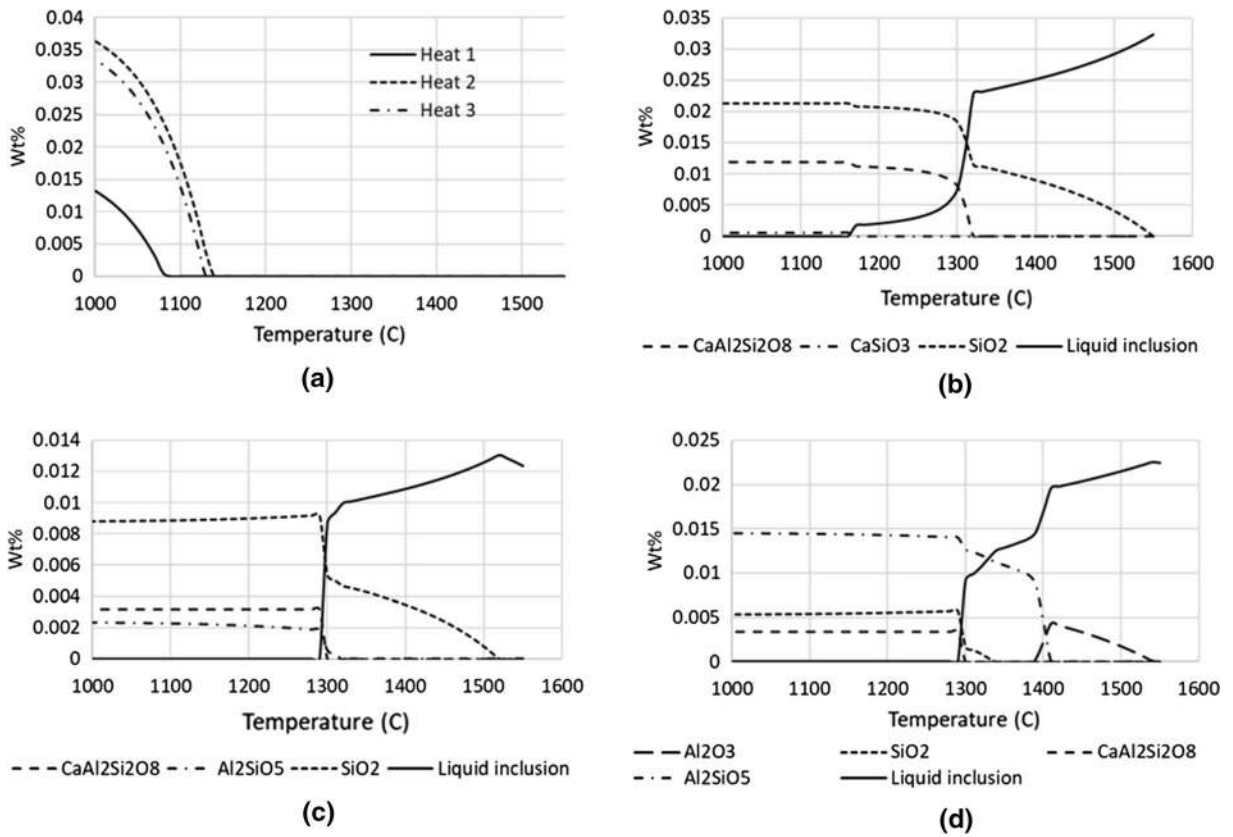 0.04
0.035
0.03
0.025
0.02
0.015
0.01
0.005
0
Wt%
Heat 1
Heat 2
Heat 3
1000 1100 1200 1300 1400 1500
Temperature (C)
(a)
0.035
0.03
0.025
0.02
0.015
0.01
0.005
0
Wt%
1000 1100 1200 1300 1400 1500 1600
Temperature (C)
CaAl2Si2O8 CaSiO3 SiO2 Liquid inclusion
(b)
0.014
0.012
0.01
0.008
0.006
0.004
0.002
0
Wt%
1000 1100 1200 1300 1400 1500 1600
Temperature (C)
CaAl2Si2O8 Al2SiO5 SiO2 Liquid inclusion
(c)
0.025
0.02
0.015
0.01
0.005
0
Wt%
1000 1100 1200 1300 1400 1500 1600
Temperature (C)
Al2O3 SiO2 CaAl2Si2O8
Al2SiO5 Liquid inclusion
(d)